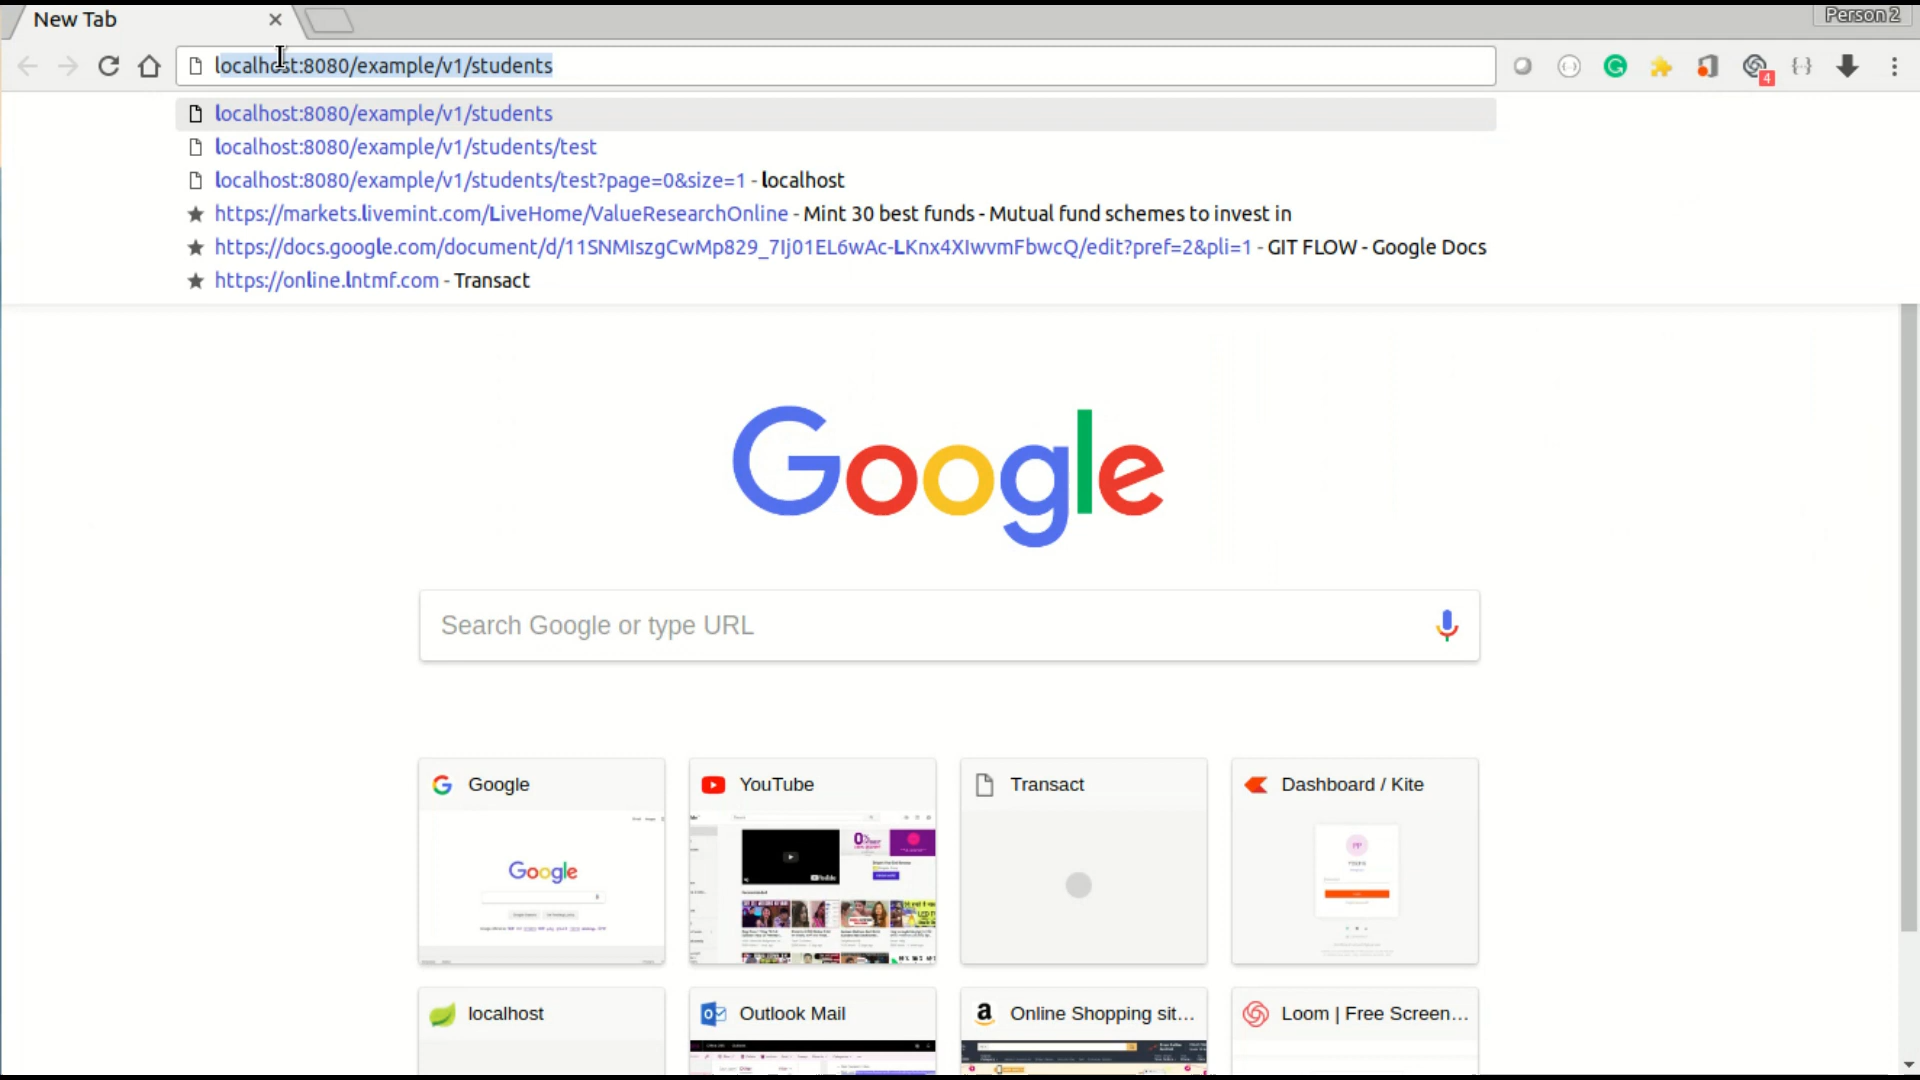 New Tab
Person 2
localhost:8080/example/v1/students
4
localhost:8080/example/v1/students
localhost:8080/example/v1/students/test
localhost:8080/example/v1/students/test?page=0&size=1 - localhost
https://markets.livemint.com/LiveHome/ValueResearchOnline - Mint 30 best funds - Mutual fund schemes to invest in
https://docs.google.com/document/d/11SNMIszgCwMp829_7Ij01EL6wAc-LKnx4XIwvmFbwcQ/edit?pref=2&pli=1 - GIT FLOW - Google Docs
https://online.lntmf.com - Transact
Google
Search Google or type URL
Google
YouTube
Transact
Dashboard / Kite
Google
PP
localhost
Outlook Mail
Online Shopping sit...
Loom | Free Screen...